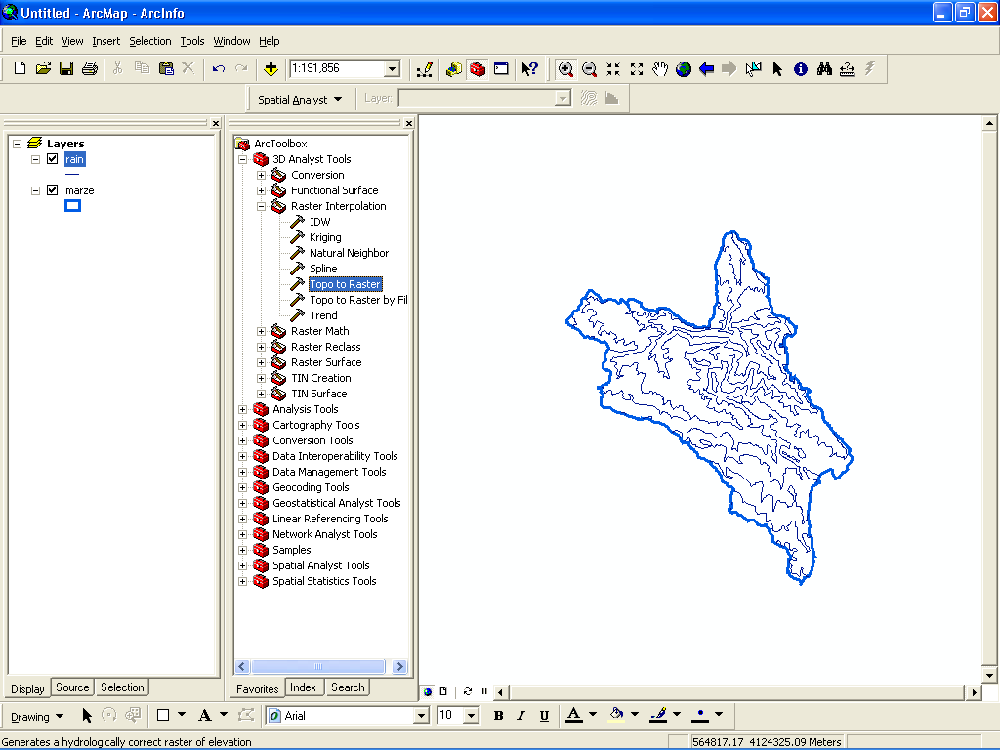 Untitled - ArcMap - ArcInfo
File Edit View Insert Selection Tools Window Help
1:191,856
Spatial Analyst Layer:
Layers
rain
marze
Display Source Selection
ArcToolbox
3D Analyst Tools
Conversion
Functional Surface
Raster Interpolation
IDW
Kriging
Natural Neighbor
Spline
Topo to Raster
Topo to Raster by Fil
Trend
Raster Math
Raster Reclass
Raster Surface
TIN Creation
TIN Surface
Analysis Tools
Cartography Tools
Conversion Tools
Data Interoperability Tools
Data Management Tools
Geocoding Tools
Geostatistical Analyst Tools
Linear Referencing Tools
Network Analyst Tools
Samples
Spatial Analyst Tools
Spatial Statistics Tools
Favorites Index Search
Drawing A Arial 10 B I U A
Generates a hydrologically correct raster of elevation 564817.17 4124325.09 Meters